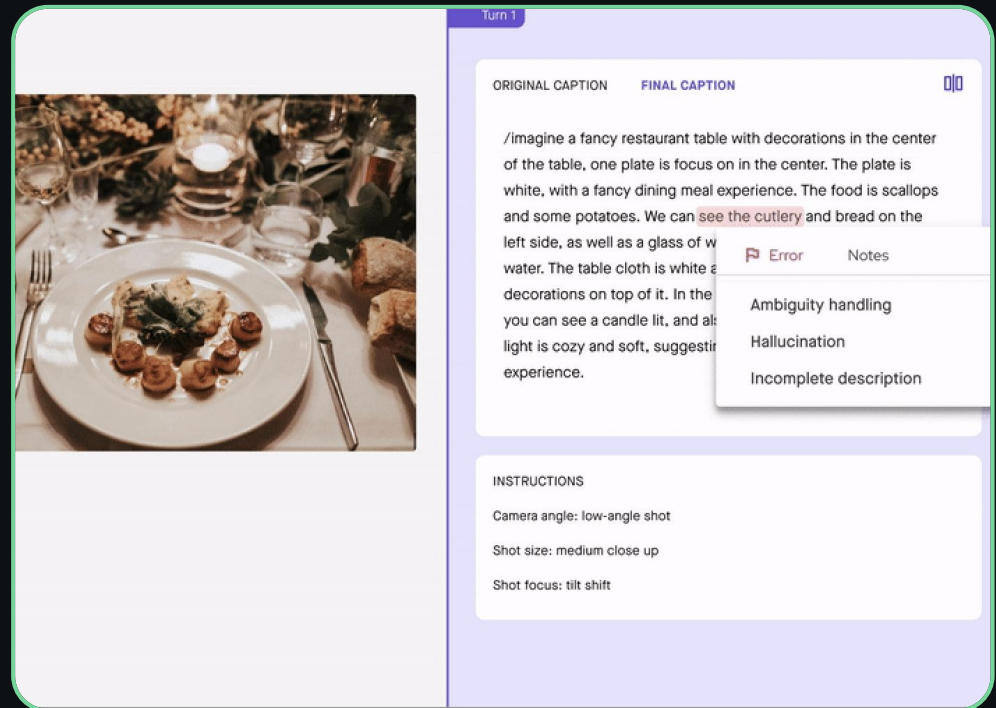 Turn 1
ORIGINAL CAPTION FINAL CAPTION
/imagine a fancy restaurant table with decorations in the center
of the table, one plate is focus on in the center. The plate is
white, with a fancy dining meal experience. The food is scallops
and some potatoes. We can see the cutlery and bread on the
left side, as well as a glass of
water. The table cloth is white
decorations on top of it. In the
you can see a candle lit, and
light is cozy and soft,
experience.
Error Notes
Ambiguity handling
Hallucination
Incomplete description
INSTRUCTIONS
Camera angle: low-angle shot
Shot size: medium close up
Shot focus: tilt shift